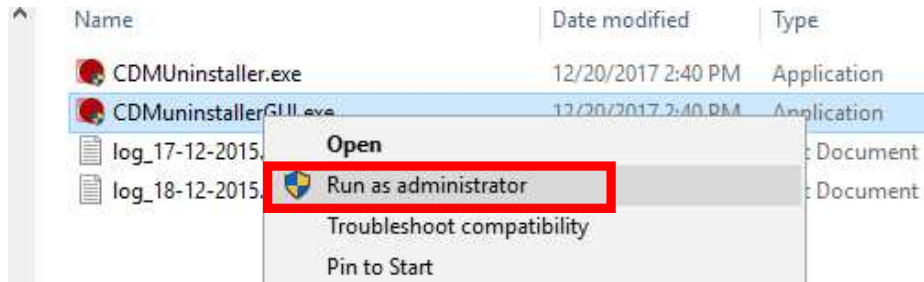 Name Date modified Type
CDMUninstaller.exe 12/20/2017 2:40 PM Application
CDMuninstallerGUI.exe 12/20/2017 2:40 PM Application
log_17-12-2015. Document
Open
log_18-12-2015. Document
Run as administrator
Troubleshoot compatibility
Pin to Start